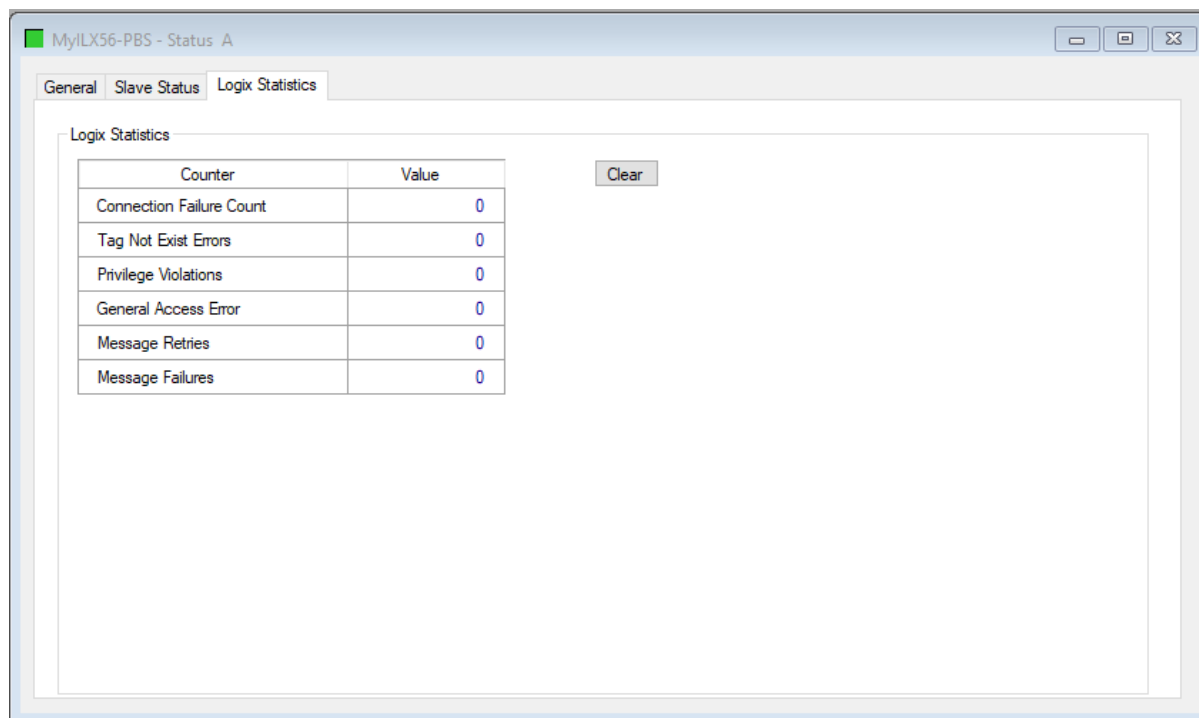 MyILX56-PBS - Status A
General Slave Status Logix Statistics
Logix Statistics
Counter Value Clear
Connection Failure Count 0
Tag Not Exist Errors 0
Privilege Violations 0
General Access Error 0
Message Retries 0
Message Failures 0